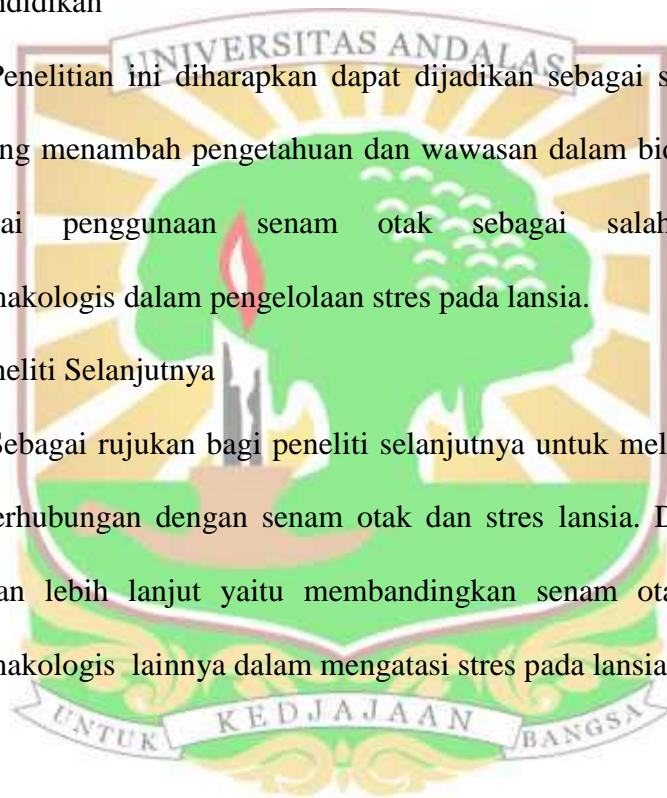 ndidikan
UNIVERSITAS ANDALAS
Penelitian ini diharapkan dapat dijadikan sebagai s
ng menambah pengetahuan dan wawasan dalam bid
ai penggunaan senam otak sebagai salah
nakologis dalam pengelolaan stres pada lansia.
neliti Selanjutnya
Sebagai rujukan bagi peneliti selanjutnya untuk mel
erhubungan dengan senam otak dan stres lansia. D
an lebih lanjut yaitu membandingkan senam ota
nakologis lainnya dalam mengatasi stres pada lansia
UNTUK KEDJAJAAN BANGSA